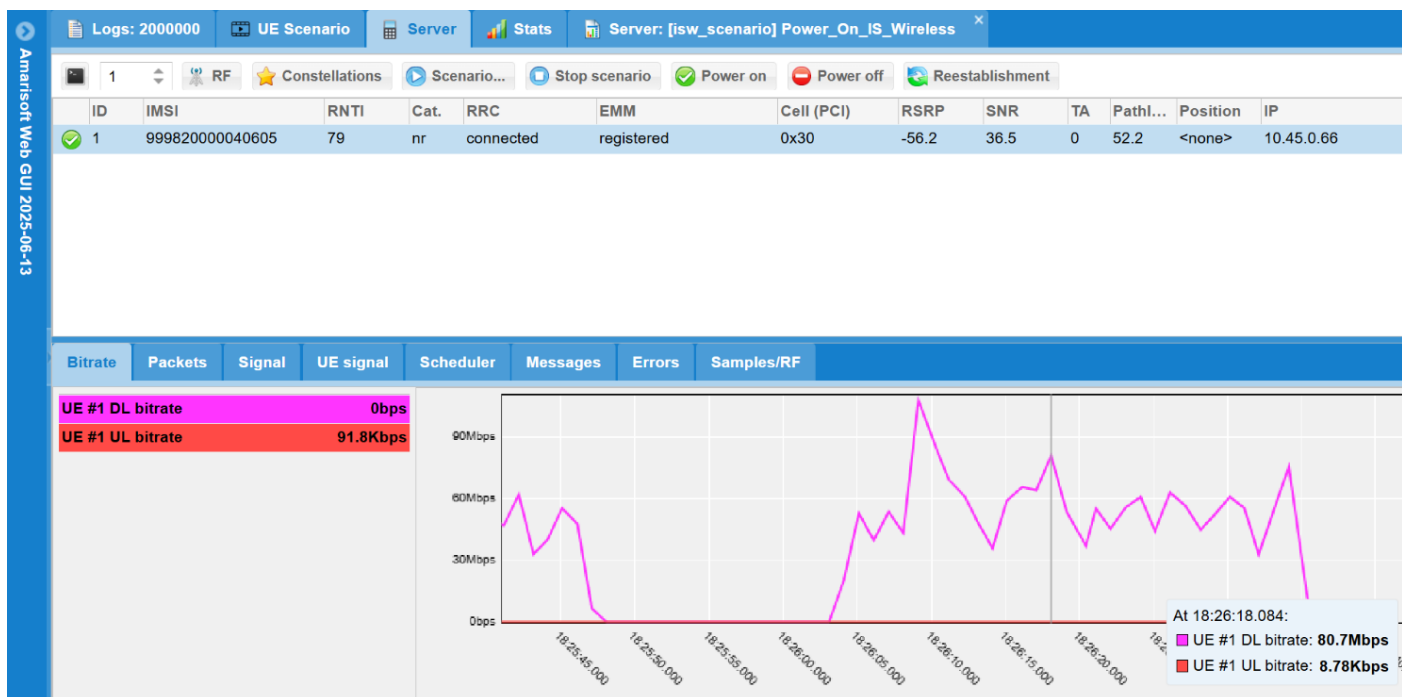 Amarisoft Web GUI 2025-06-13
Logs: 2000000 UE Scenario Server Stats Server: [isw_scenario] Power_On_IS_Wireless
1 RF Constellations Scenario... Stop scenario Power on Power off Reestablishment
ID IMSI RNTI Cat. RRC EMM Cell (PCI) RSRP SNR TA Pathl... Position IP
1 999820000040605 79 nr connected registered 0x30 -56.2 36.5 0 52.2 <none> 10.45.0.66
Bitrate Packets Signal UE signal Scheduler Messages Errors Samples/RF
UE #1 DL bitrate 0bps
UE #1 UL bitrate 91.8Kbps
90Mbps
60Mbps
30Mbps
0bps
18:25:45.000 18:25:50.000 18:25:55.000 18:26:00.000 18:26:05.000 18:26:10.000 18:26:15.000 18:26:20.000
At 18:26:18.084:
UE #1 DL bitrate: 80.7Mbps
UE #1 UL bitrate: 8.78Kbps